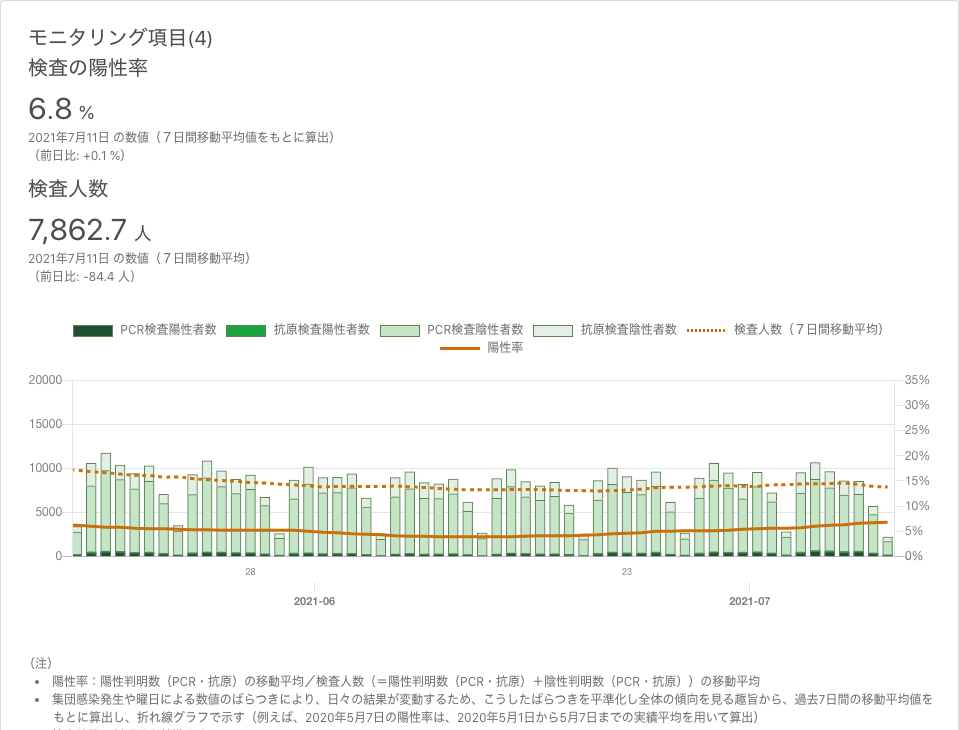 モニタリング項目(4)
検査の陽性率
6.8 %
2021年7月11日 の数値（７日間移動平均値をもとに算出）
（前日比: +0.1 %）
検査人数
7,862.7 人
2021年7月11日 の数値（７日間移動平均）
（前日比: -84.4 人）
PCR検査陽性者数 抗原検査陽性者数 PCR検査陰性者数 抗原検査陰性者数 検査人数（７日間移動平均）
陽性率
20000 35%
30%
15000
25%
10000 20%
15%
5000 10%
5%
0 0%
28 23
2021-06 2021-07
（注）
• 陽性率：陽性判明数（PCR・抗原）の移動平均／検査人数（＝陽性判明数（PCR・抗原）＋陰性判明数（PCR・抗原））の移動平均
• 集団感染発生や曜日による数値のばらつきにより、日々の結果が変動するため、こうしたばらつきを平準化し全体の傾向を見る趣旨から、過去7日間の移動平均値を
もとに算出し、折れ線グラフで示す（例えば、2020年5月7日の陽性率は、2020年5月1日から5月7日までの実績平均を用いて算出）